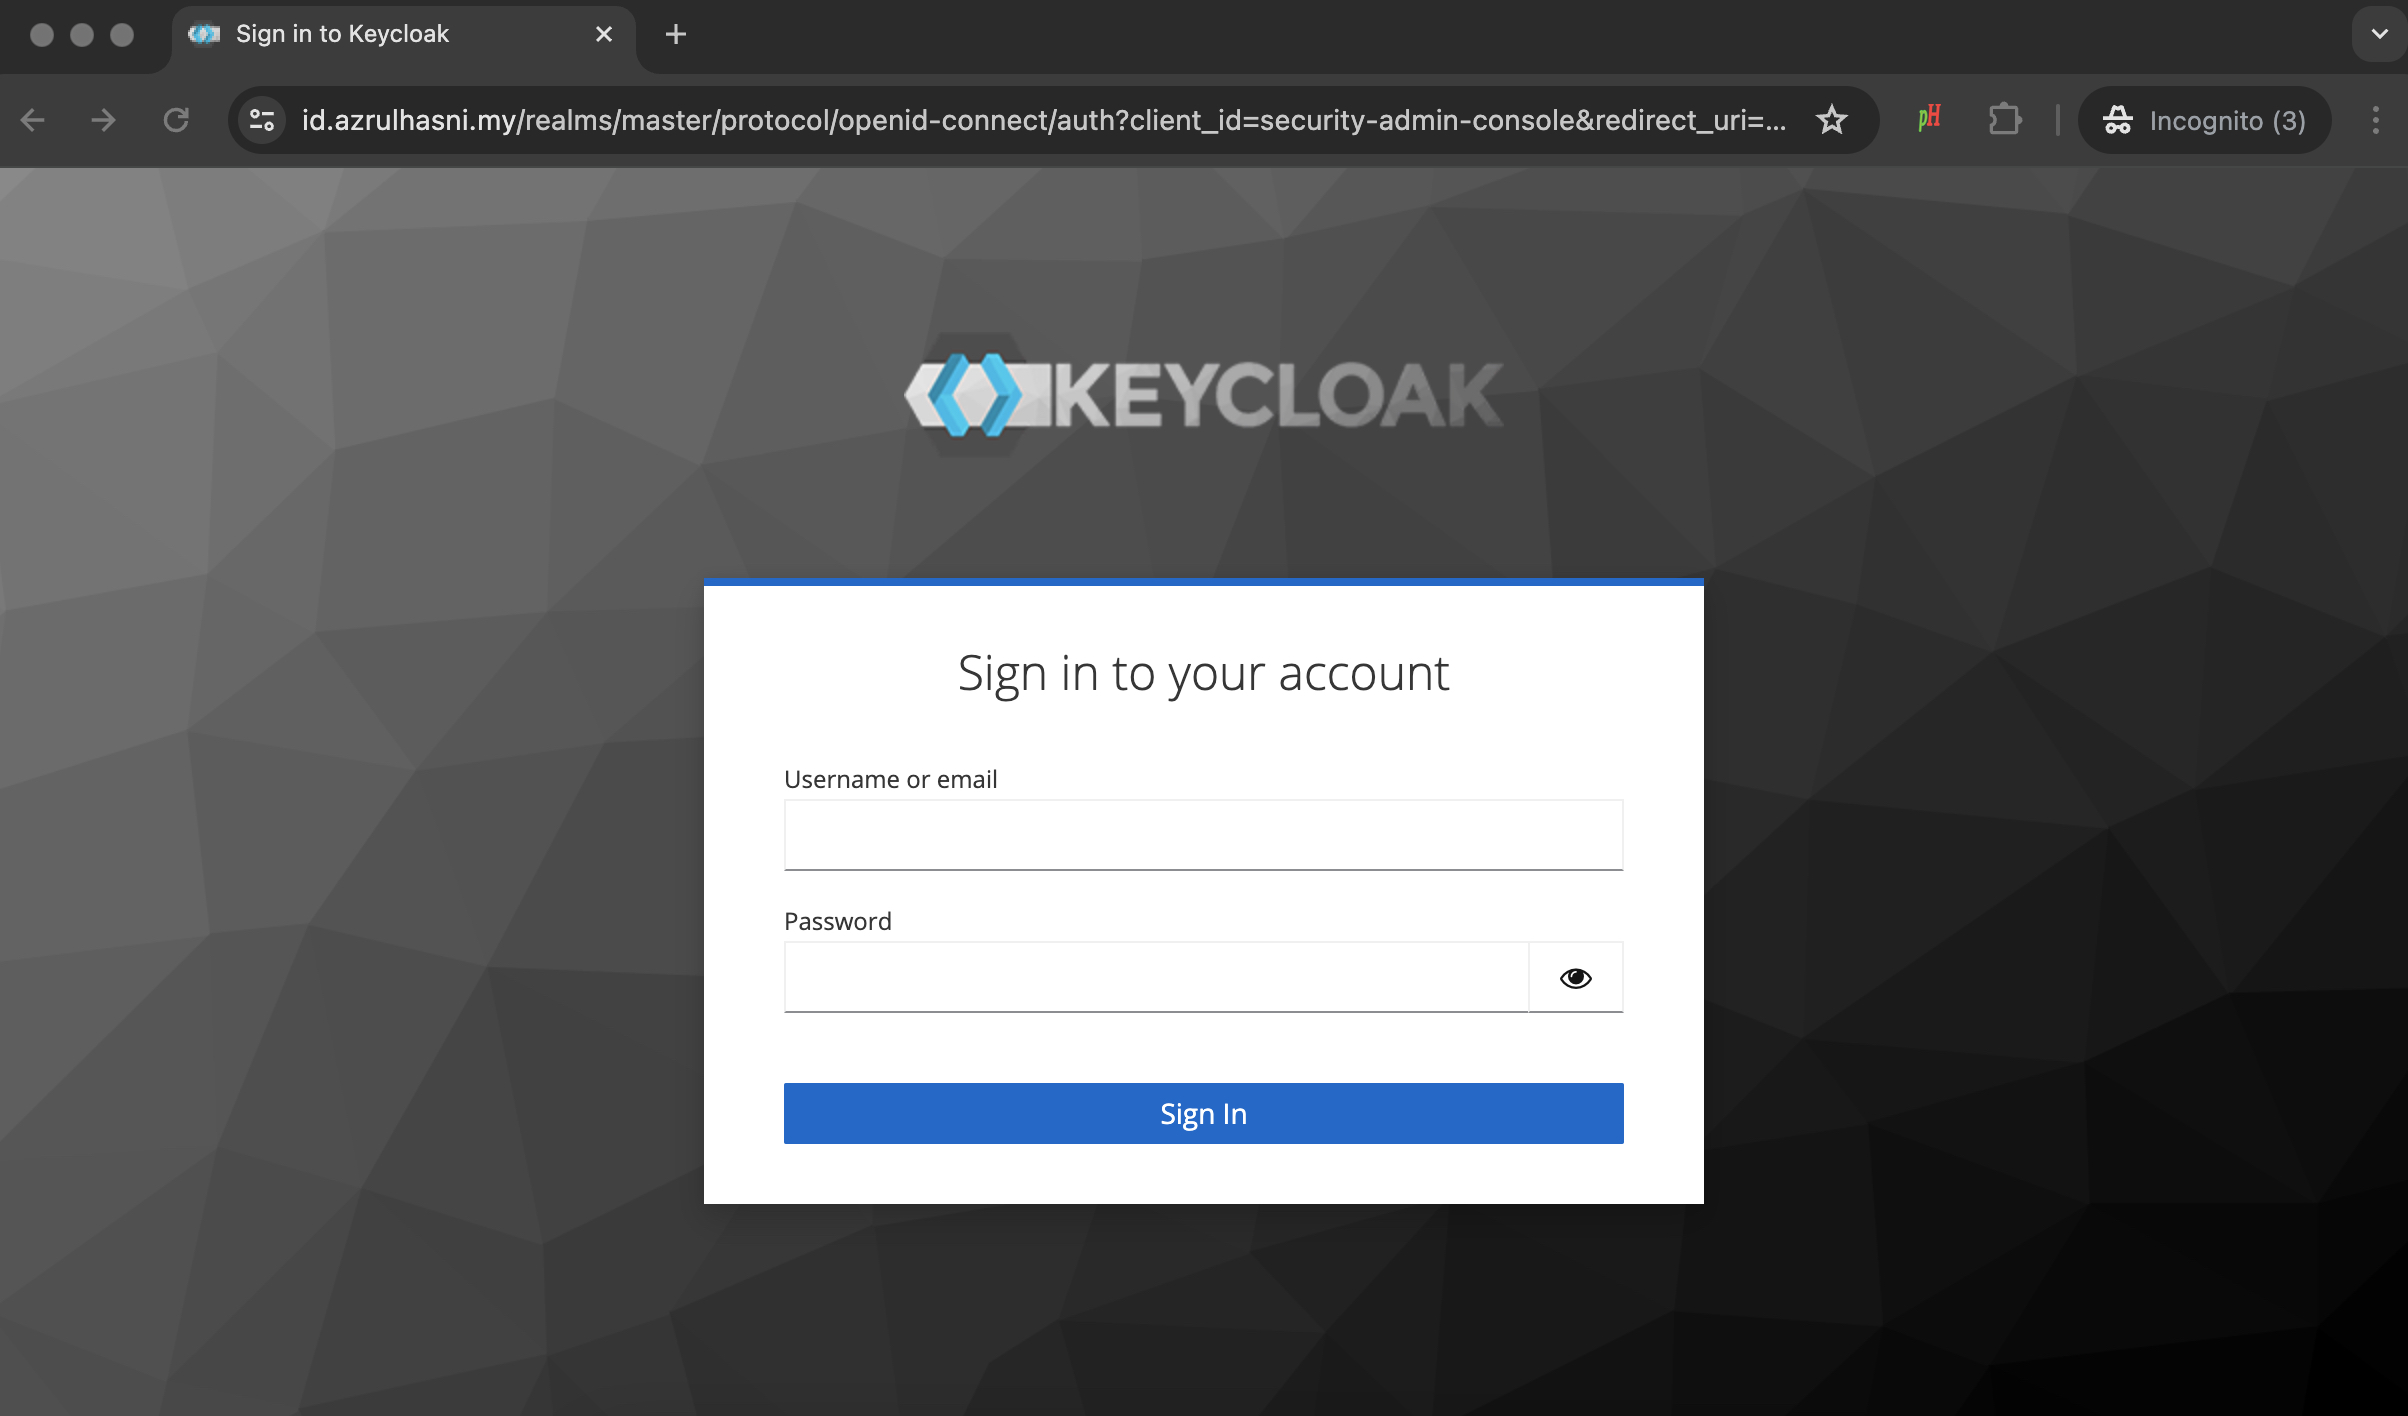 Sign in to Keycloak
id.azrulhasni.my/realms/master/protocol/openid-connect/auth?client_id=security-admin-console&redirect_uri=...
pH
Incognito (3)
KEYCLOAK
Sign in to your account
Username or email
Password
Sign In